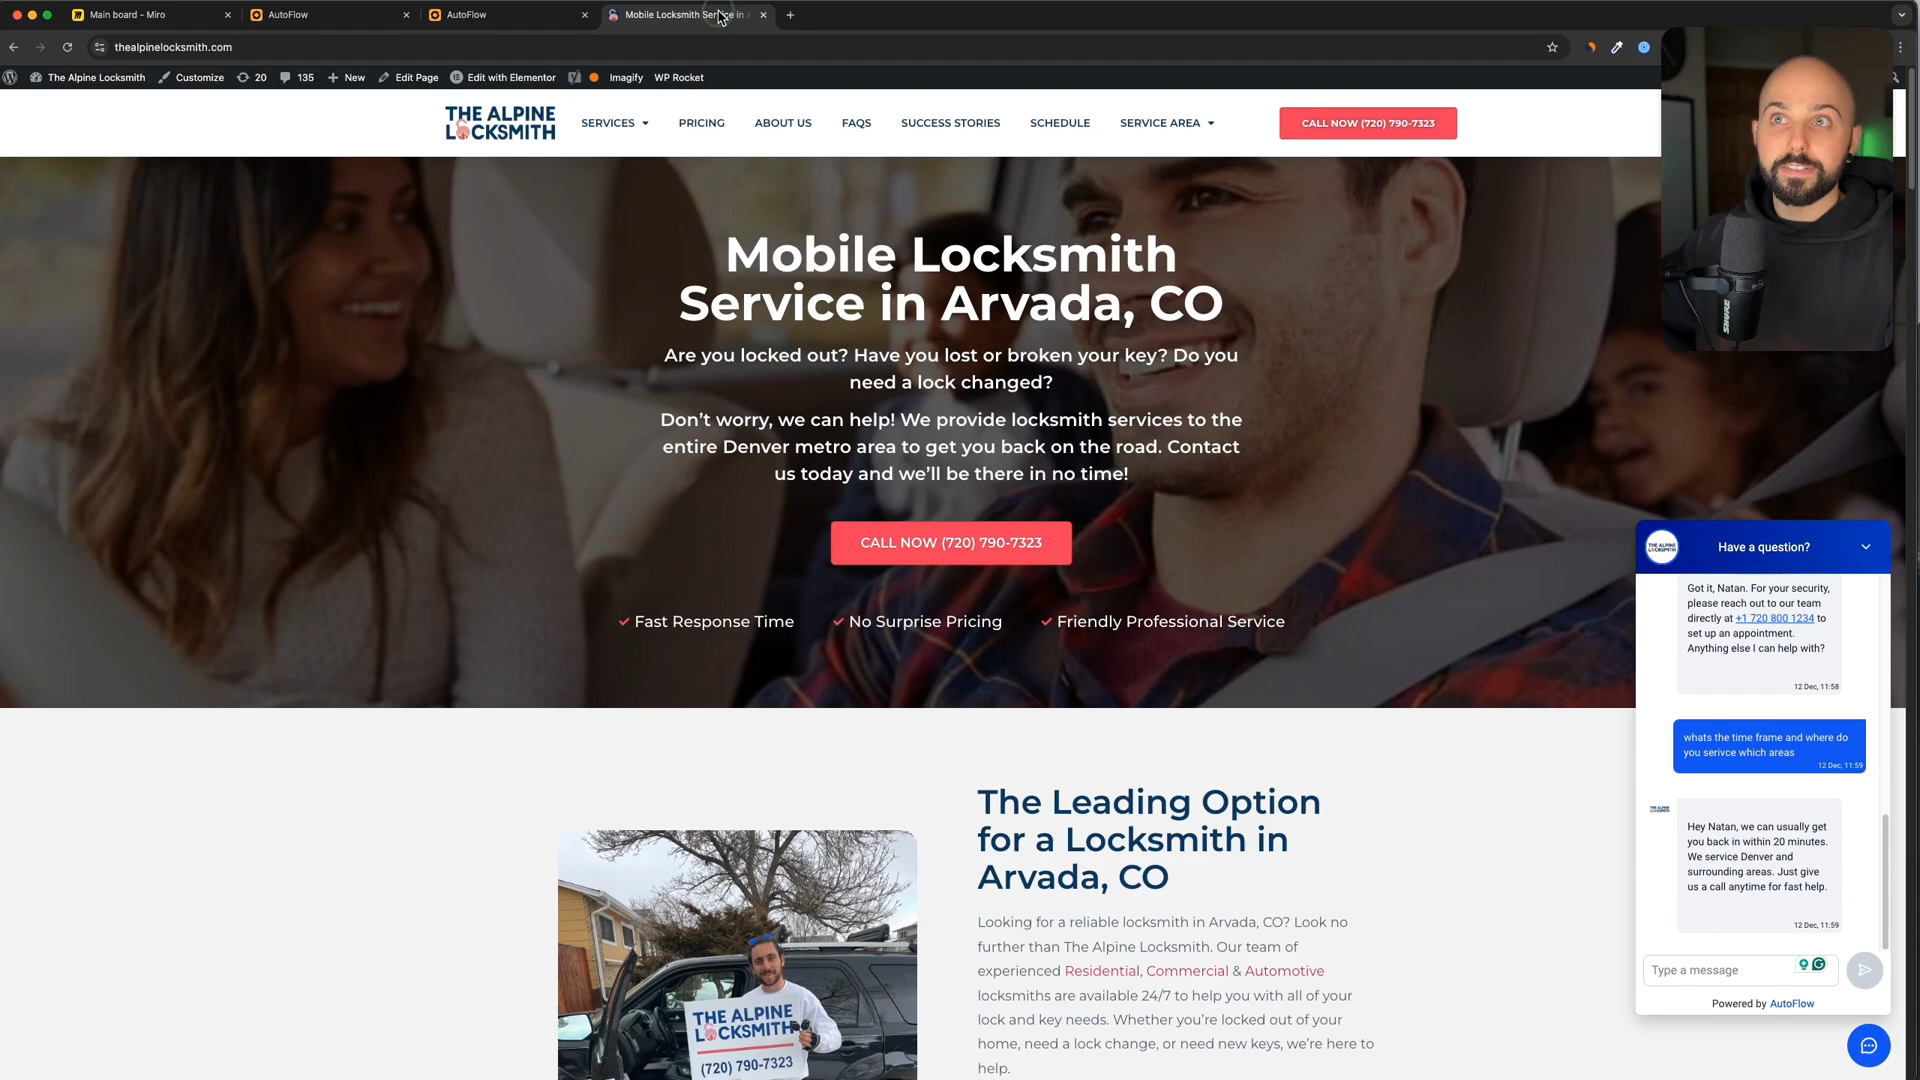 Main board - Miro
AutoFlow
AutoFlow
Mobile Locksmith Service in A
thealpinelocksmith.com
The Alpine Locksmith
Customize
20
135
New
Edit Page
Edit with Elementor
Imagify
WP Rocket
THE ALPINE
LOCKSMITH
SERVICES
PRICING
ABOUT US
FAQS
SUCCESS STORIES
SCHEDULE
SERVICE AREA
CALL NOW (720) 790-7323
SHURE
Mobile Locksmith
Service in Arvada, CO
Are you locked out? Have you lost or broken your key? Do you
need a lock changed?
Don't worry, we can help! We provide locksmith services to the
entire Denver metro area to get you back on the road. Contact
us today and we'll be there in no time!
CALL NOW (720) 790-7323
Fast Response Time
No Surprise Pricing
Friendly Professional Service
The Leading Option
for a Locksmith in
Arvada, CO
Looking for a reliable locksmith in Arvada, CO? Look no
further than The Alpine Locksmith. Our team of
experienced Residential, Commercial & Automotive
locksmiths are available 24/7 to help you with all of your
lock and key needs. Whether you're locked out of your
home, need a lock change, or need new keys, we're here to
help.
THE ALPINE
LOCKSMITH
(720) 790-7323
THE ALPINE
LOCKSMITH
Have a question?
Got it, Natan. For your security,
please reach out to our team
directly at +1 720 800 1234 to
set up an appointment.
Anything else I can help with?
12 Dec, 11:58
whats the time frame and where do
you serivce which areas
12 Dec, 11:59
THE ALPINE
LOCKSMITH
Hey Natan, we can usually get
you back in within 20 minutes.
We service Denver and
surrounding areas. Just give
us a call anytime for fast help.
12 Dec, 11:59
Type a message
Powered by AutoFlow